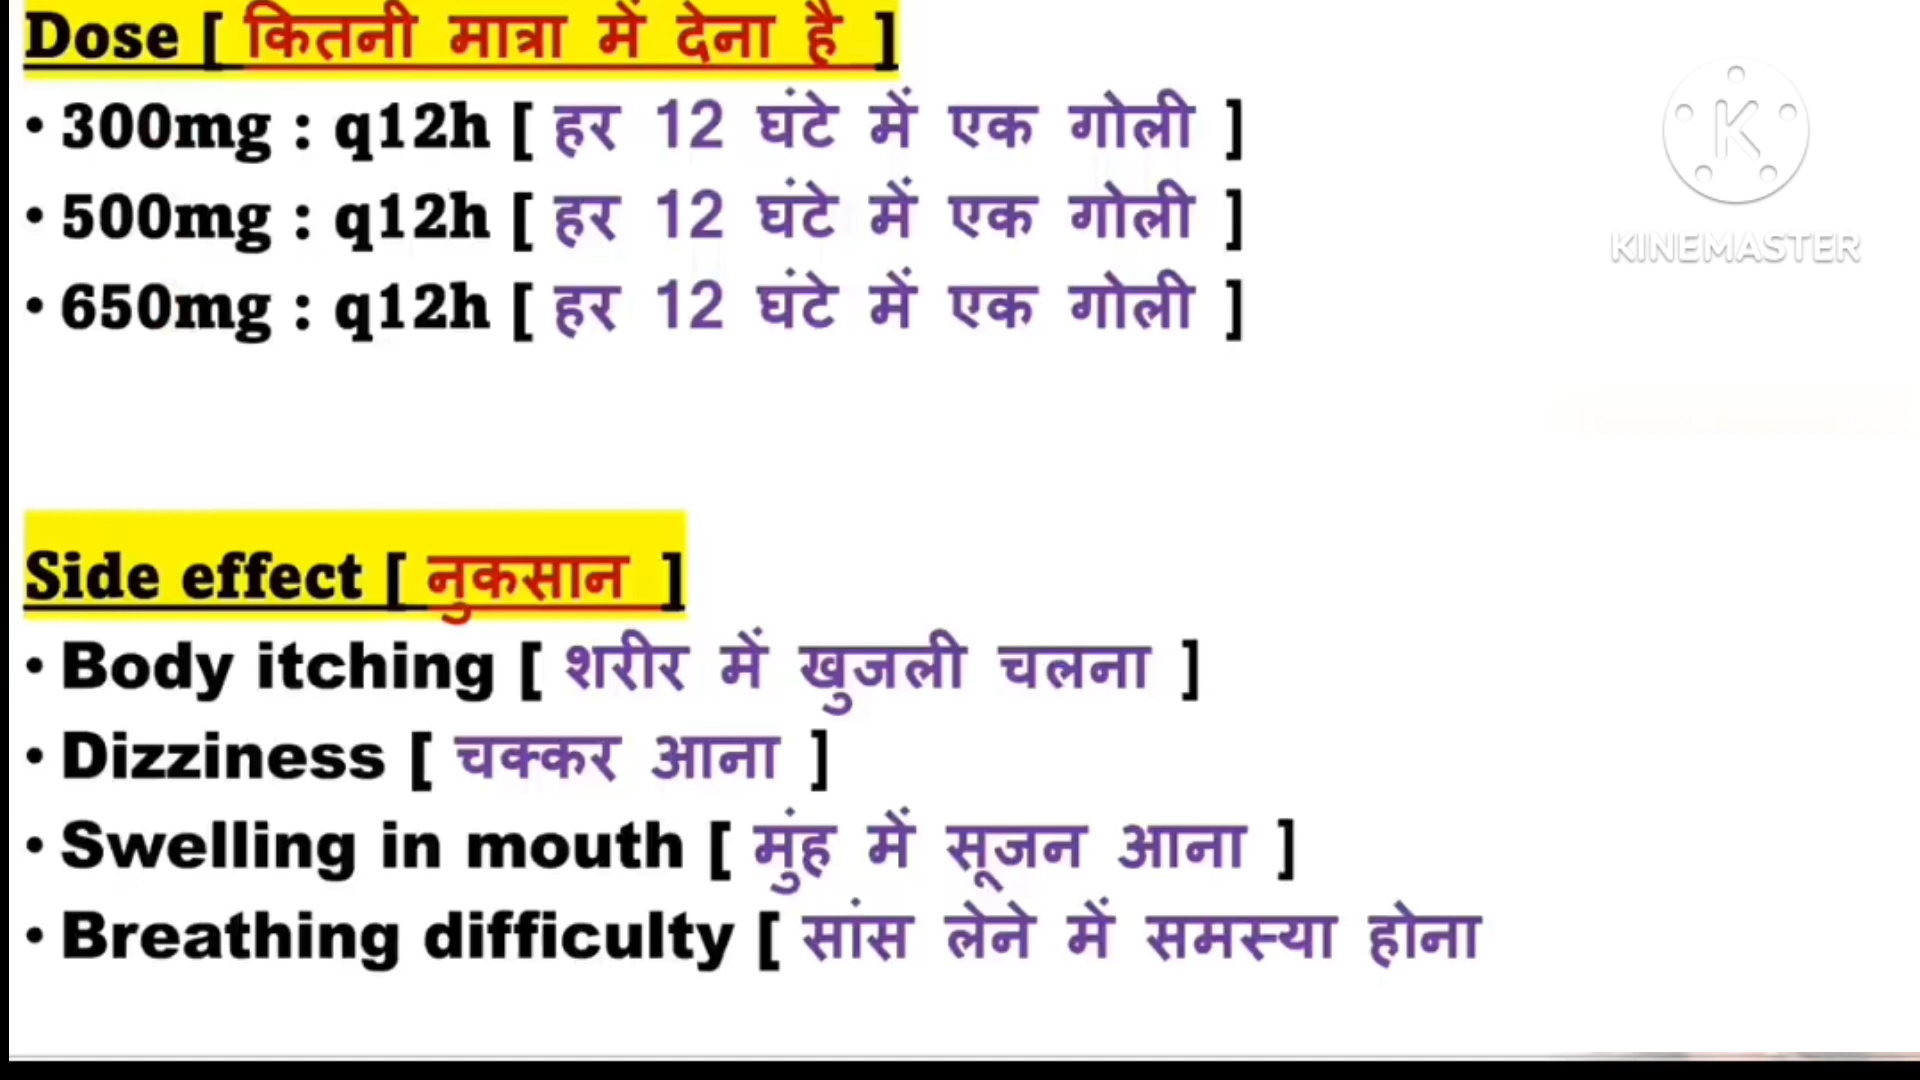 Dose [ कितनी मात्रा में देना है ]
• 300mg : q12h [ हर 12 घंटे में एक गोली ]
• 500mg : q12h [ हर 12 घंटे में एक गोली ]
• 650mg : q12h [ हर 12 घंटे में एक गोली ]
K
KINEMASTER
Side effect [ नुकसान ]
• Body itching [ शरीर में खुजली चलना ]
• Dizziness [ चक्कर आना ]
• Swelling in mouth [ मुंह में सूजन आना ]
• Breathing difficulty [ सांस लेने में समस्या होना